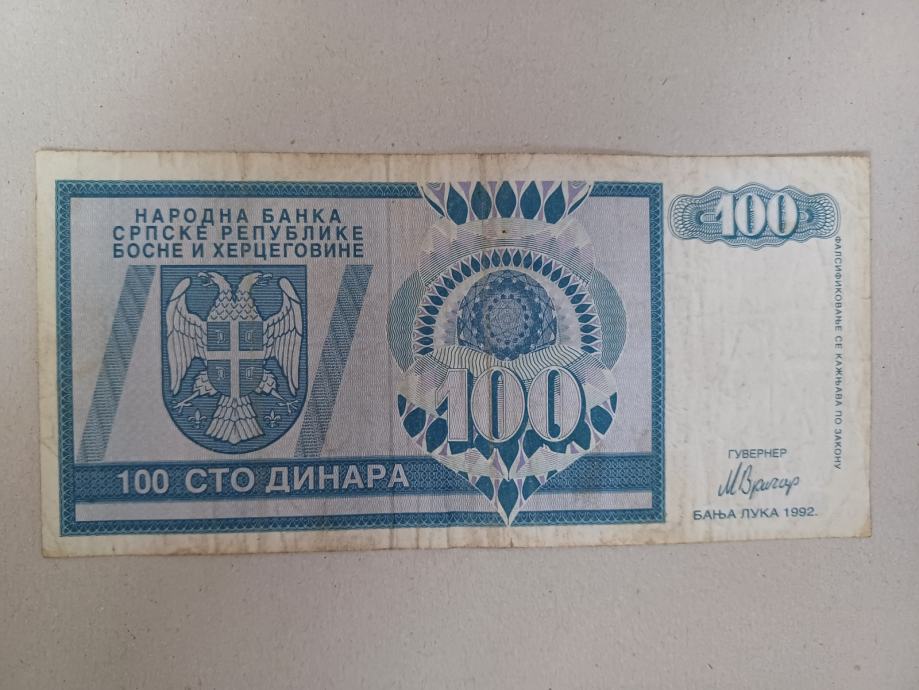 НАРОДНА БАНКА
СРПСКЕ РЕПУБЛИКЕ
БОСНЕ И ХЕРЦЕГОВИНЕ
100
100
100 СТО ДИНАРА
ФАЛСИФИКОВАЊЕ СЕ КАЖЊАВА ПО ЗАКОНУ
ГУВЕРНЕР
БАЊА ЛУКА 1992.